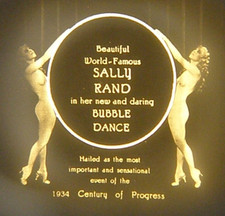 Beautiful
World-Famous
SALLY
RAND
in her new and daring
BUBBLE
DANCE
Hailed as the most
important and sensational
event of the
1934 Century of Progress